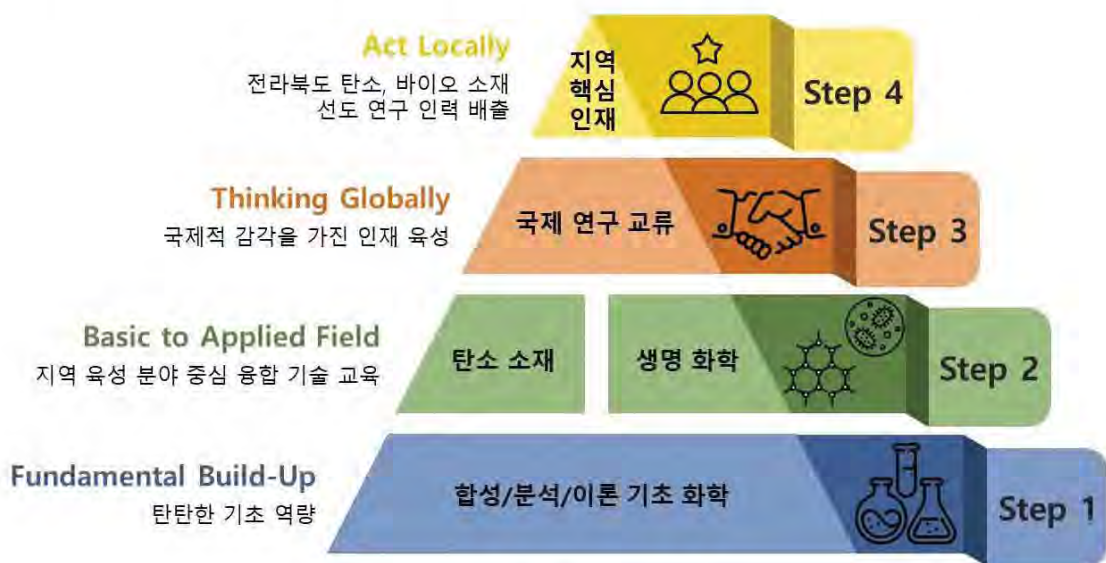 Act Locally
전라북도 탄소, 바이오 소재
선도 연구 인력 배출
지역
핵심
인재
Step 4
Thinking Globally
국제적 감각을 가진 인재 육성
국제 연구 교류
Step 3
Basic to Applied Field
지역 육성 분야 중심 융합 기술 교육
탄소 소재
생명 화학
Step 2
Fundamental Build-Up
탄탄한 기초 역량
합성/분석/이론 기초 화학
Step 1